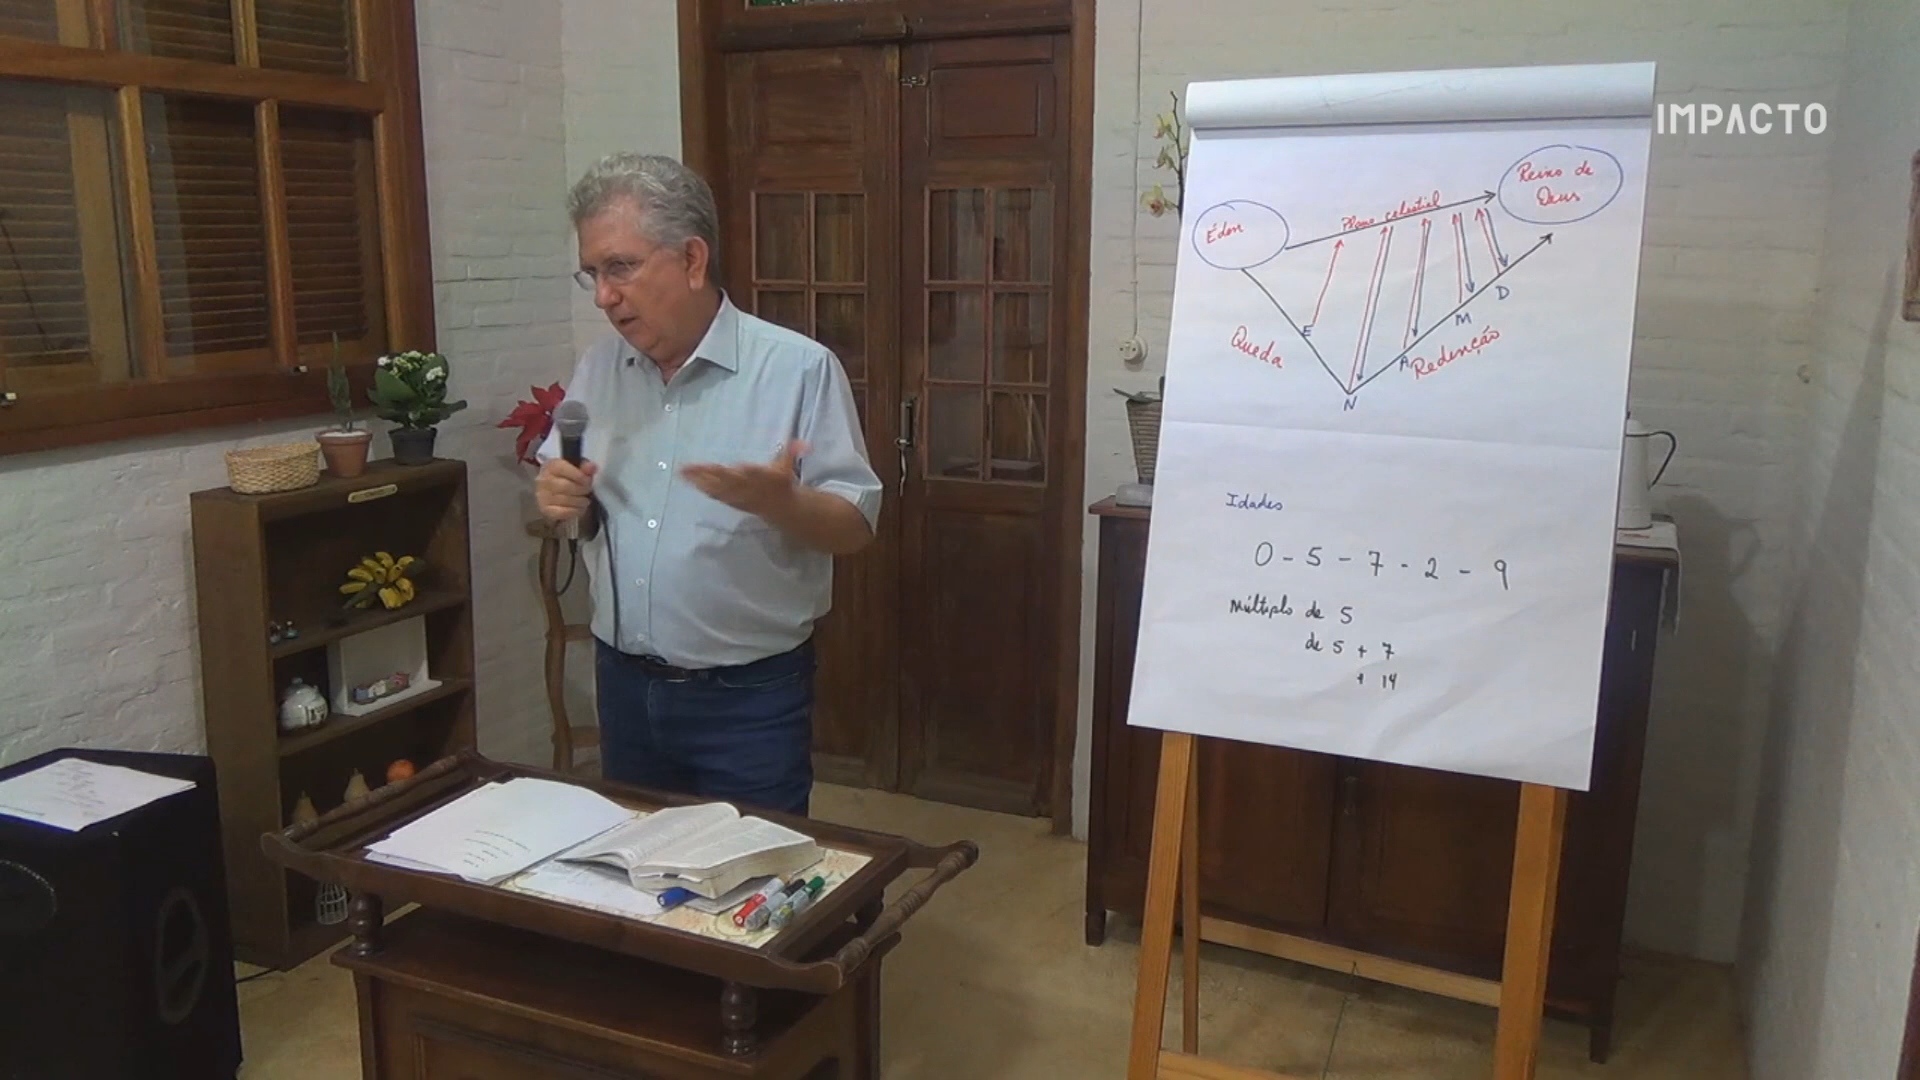 IMPACTO
Éden
Plano celestial
Reino de
Deus
E
D
M
Queda
A
Redenção
N
Idades
0 - 5 - 7 - 2 - 9
Múltiplo de 5
de 5 + 7
+ 14